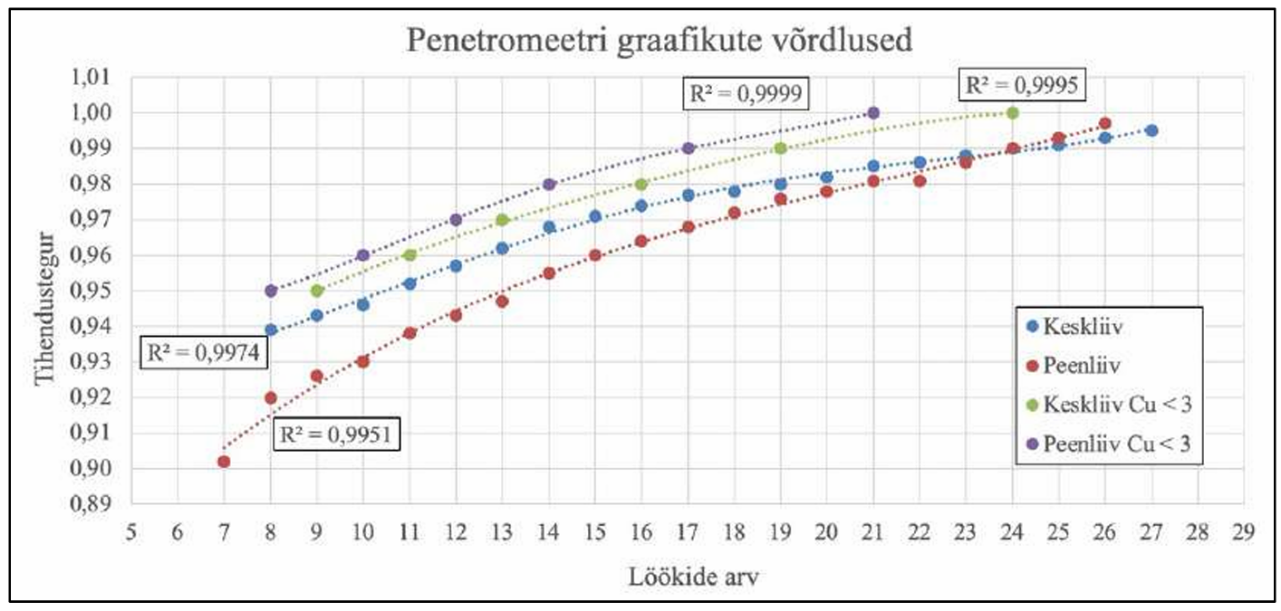 Penetromeetri graafikute võrdlused
1,01
1,00
0,99
0,98
0,97
0,96
0,95
0,94
0,93
0,92
0,91
0,90
0,89
Tihendustegur
R² = 0,9999
R² = 0,9995
R² = 0,9974
R² = 0,9951
Keskliiv
Peenliiv
Keskliiv Cu < 3
Peenliiv Cu < 3
5 6 7 8 9 10 11 12 13 14 15 16 17 18 19 20 21 22 23 24 25 26 27 28 29
Löökide arv